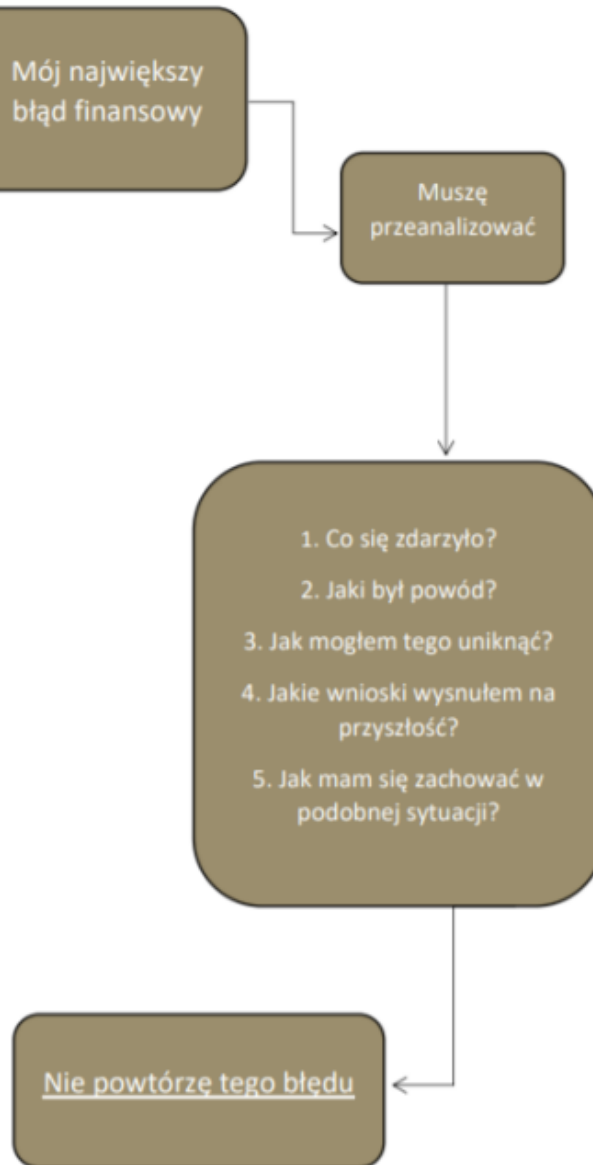 Mój największy
błąd finansowy
Muszę
przeanalizować
1. Co się zdarzyło?
2. Jaki był powód?
3. Jak mogłem tego uniknąć?
4. Jakie wnioski wysnułem na
przyszłość?
5. Jak mam się zachować w
podobnej sytuacji?
Nie powtórzę tego błędu